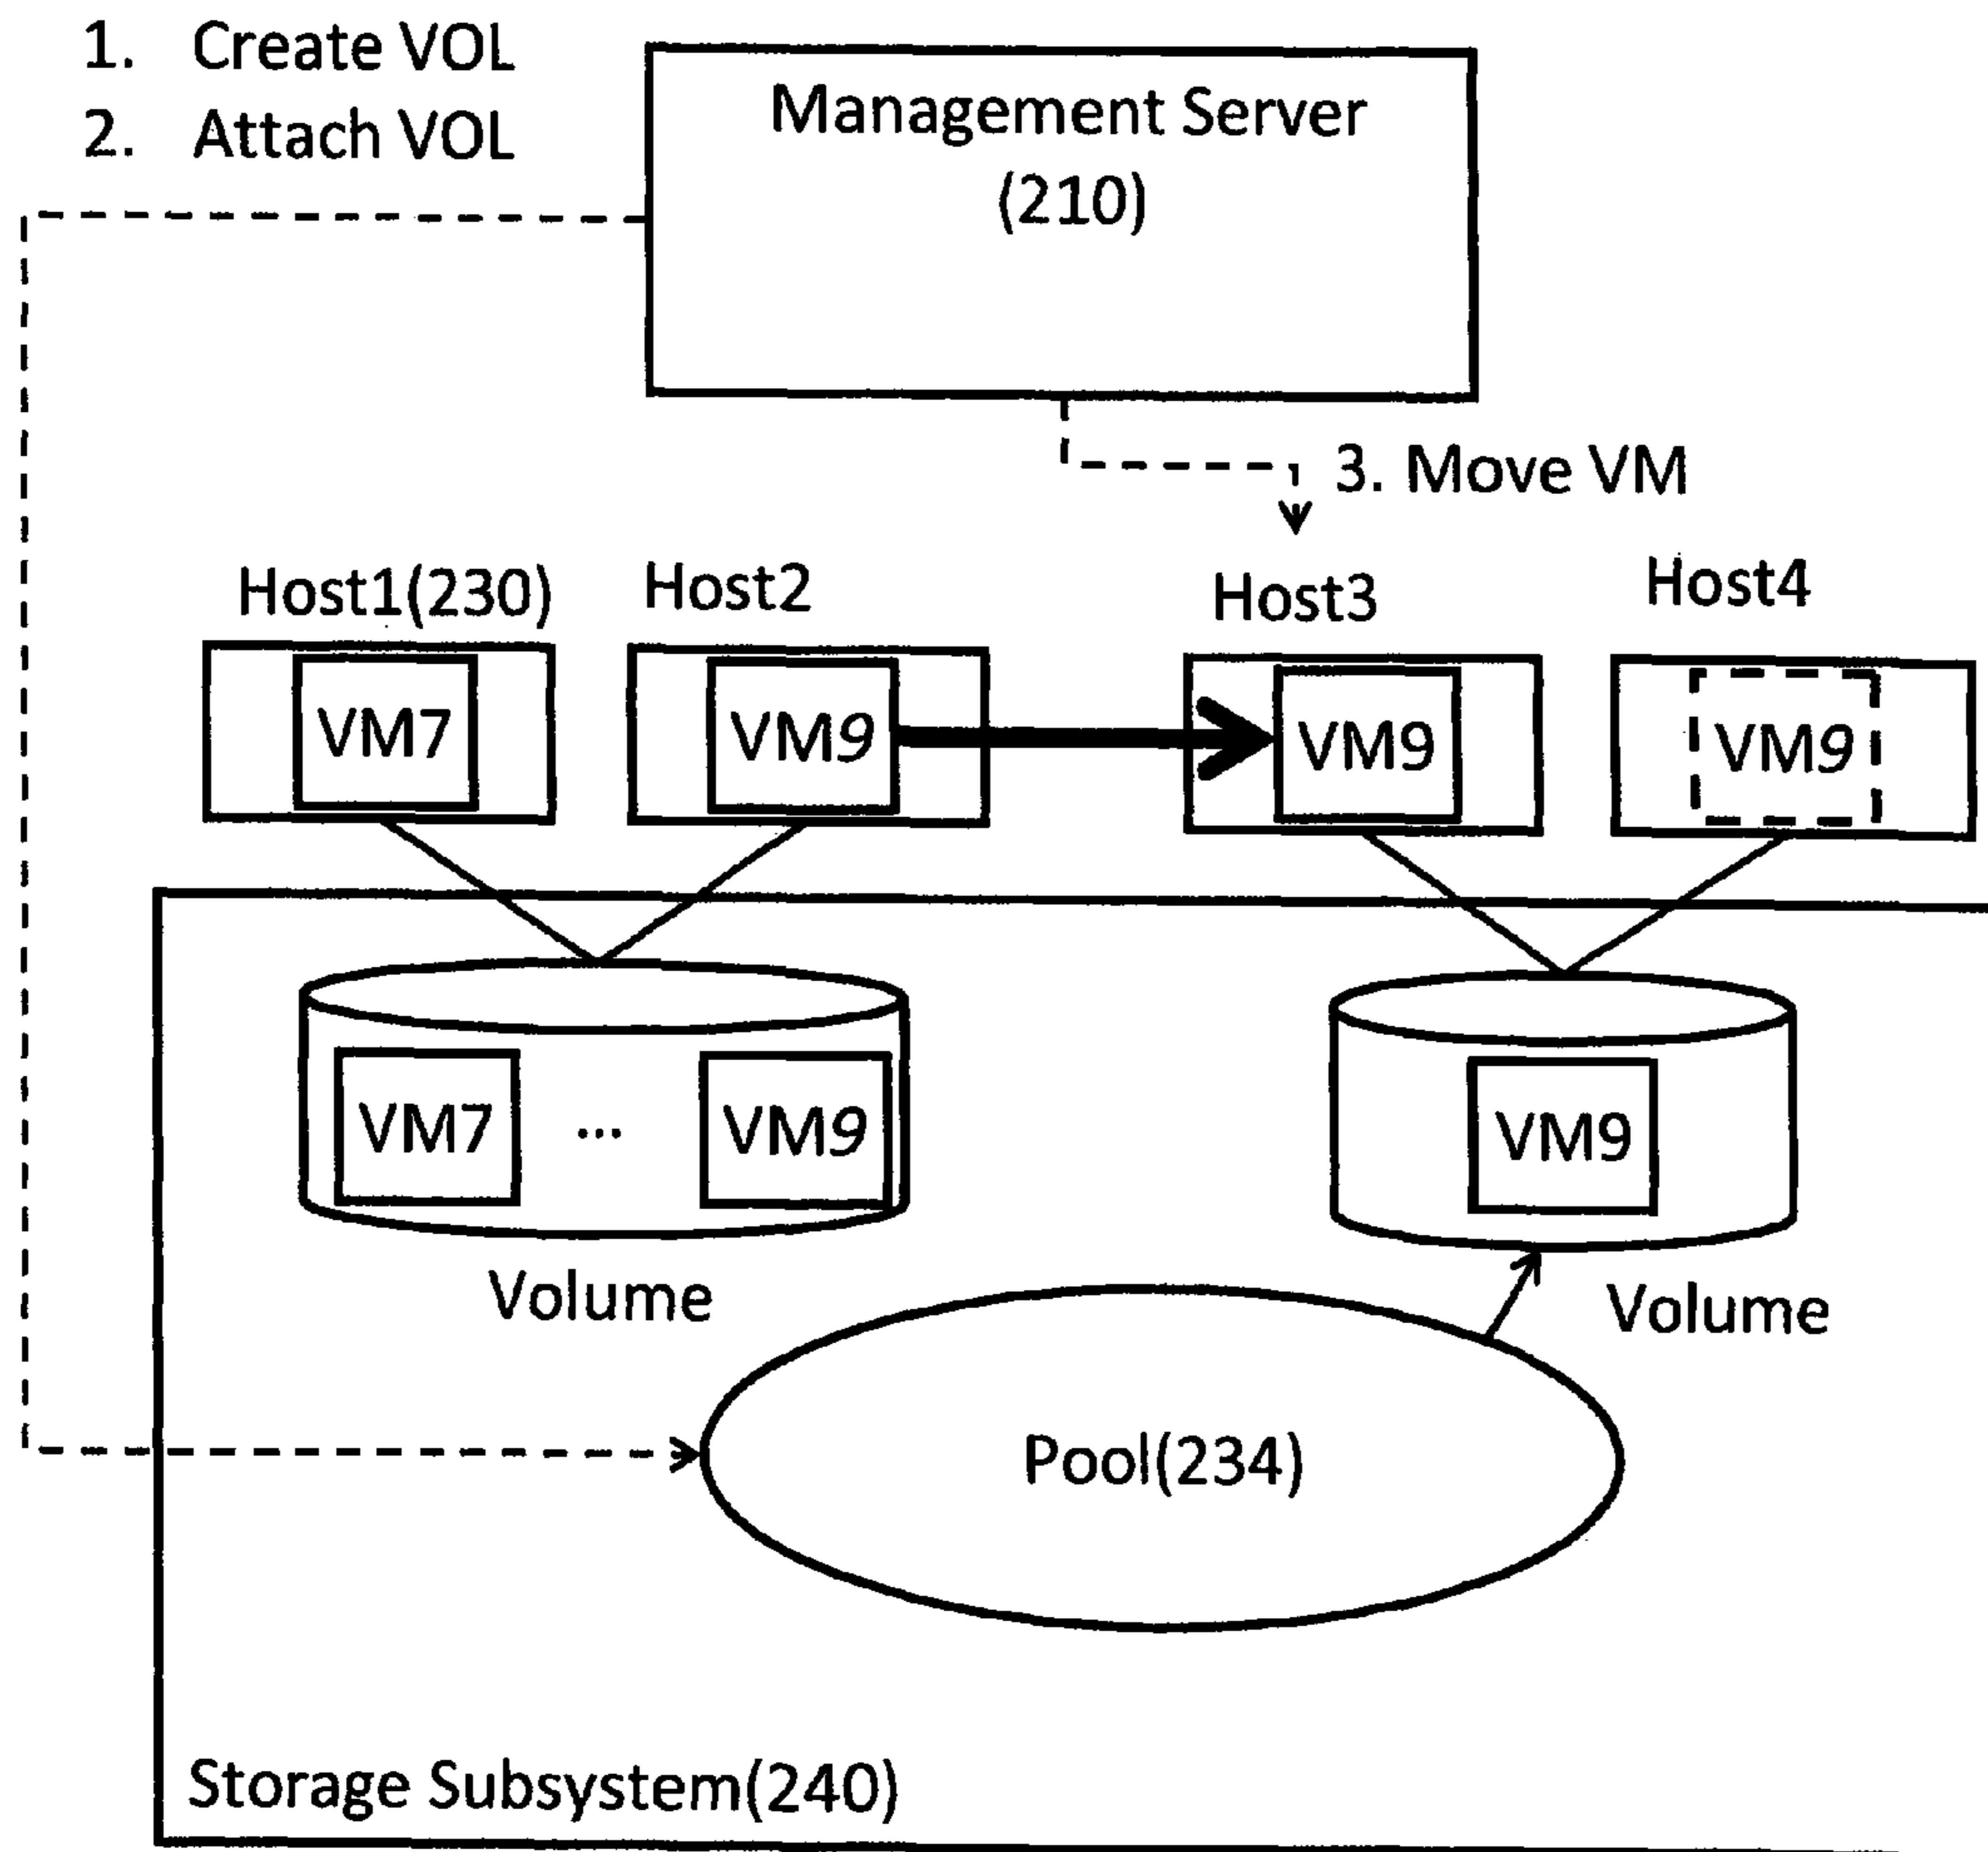 1. Create VOL
2. Attach VOL
Management Server
(210)
3. Move VM
Host1(230)
Host2
Host3
Host4
VM7
VM9
VM9
VM9
VM7
...
VM9
VM9
Volume
Volume
Pool(234)
Storage Subsystem(240)